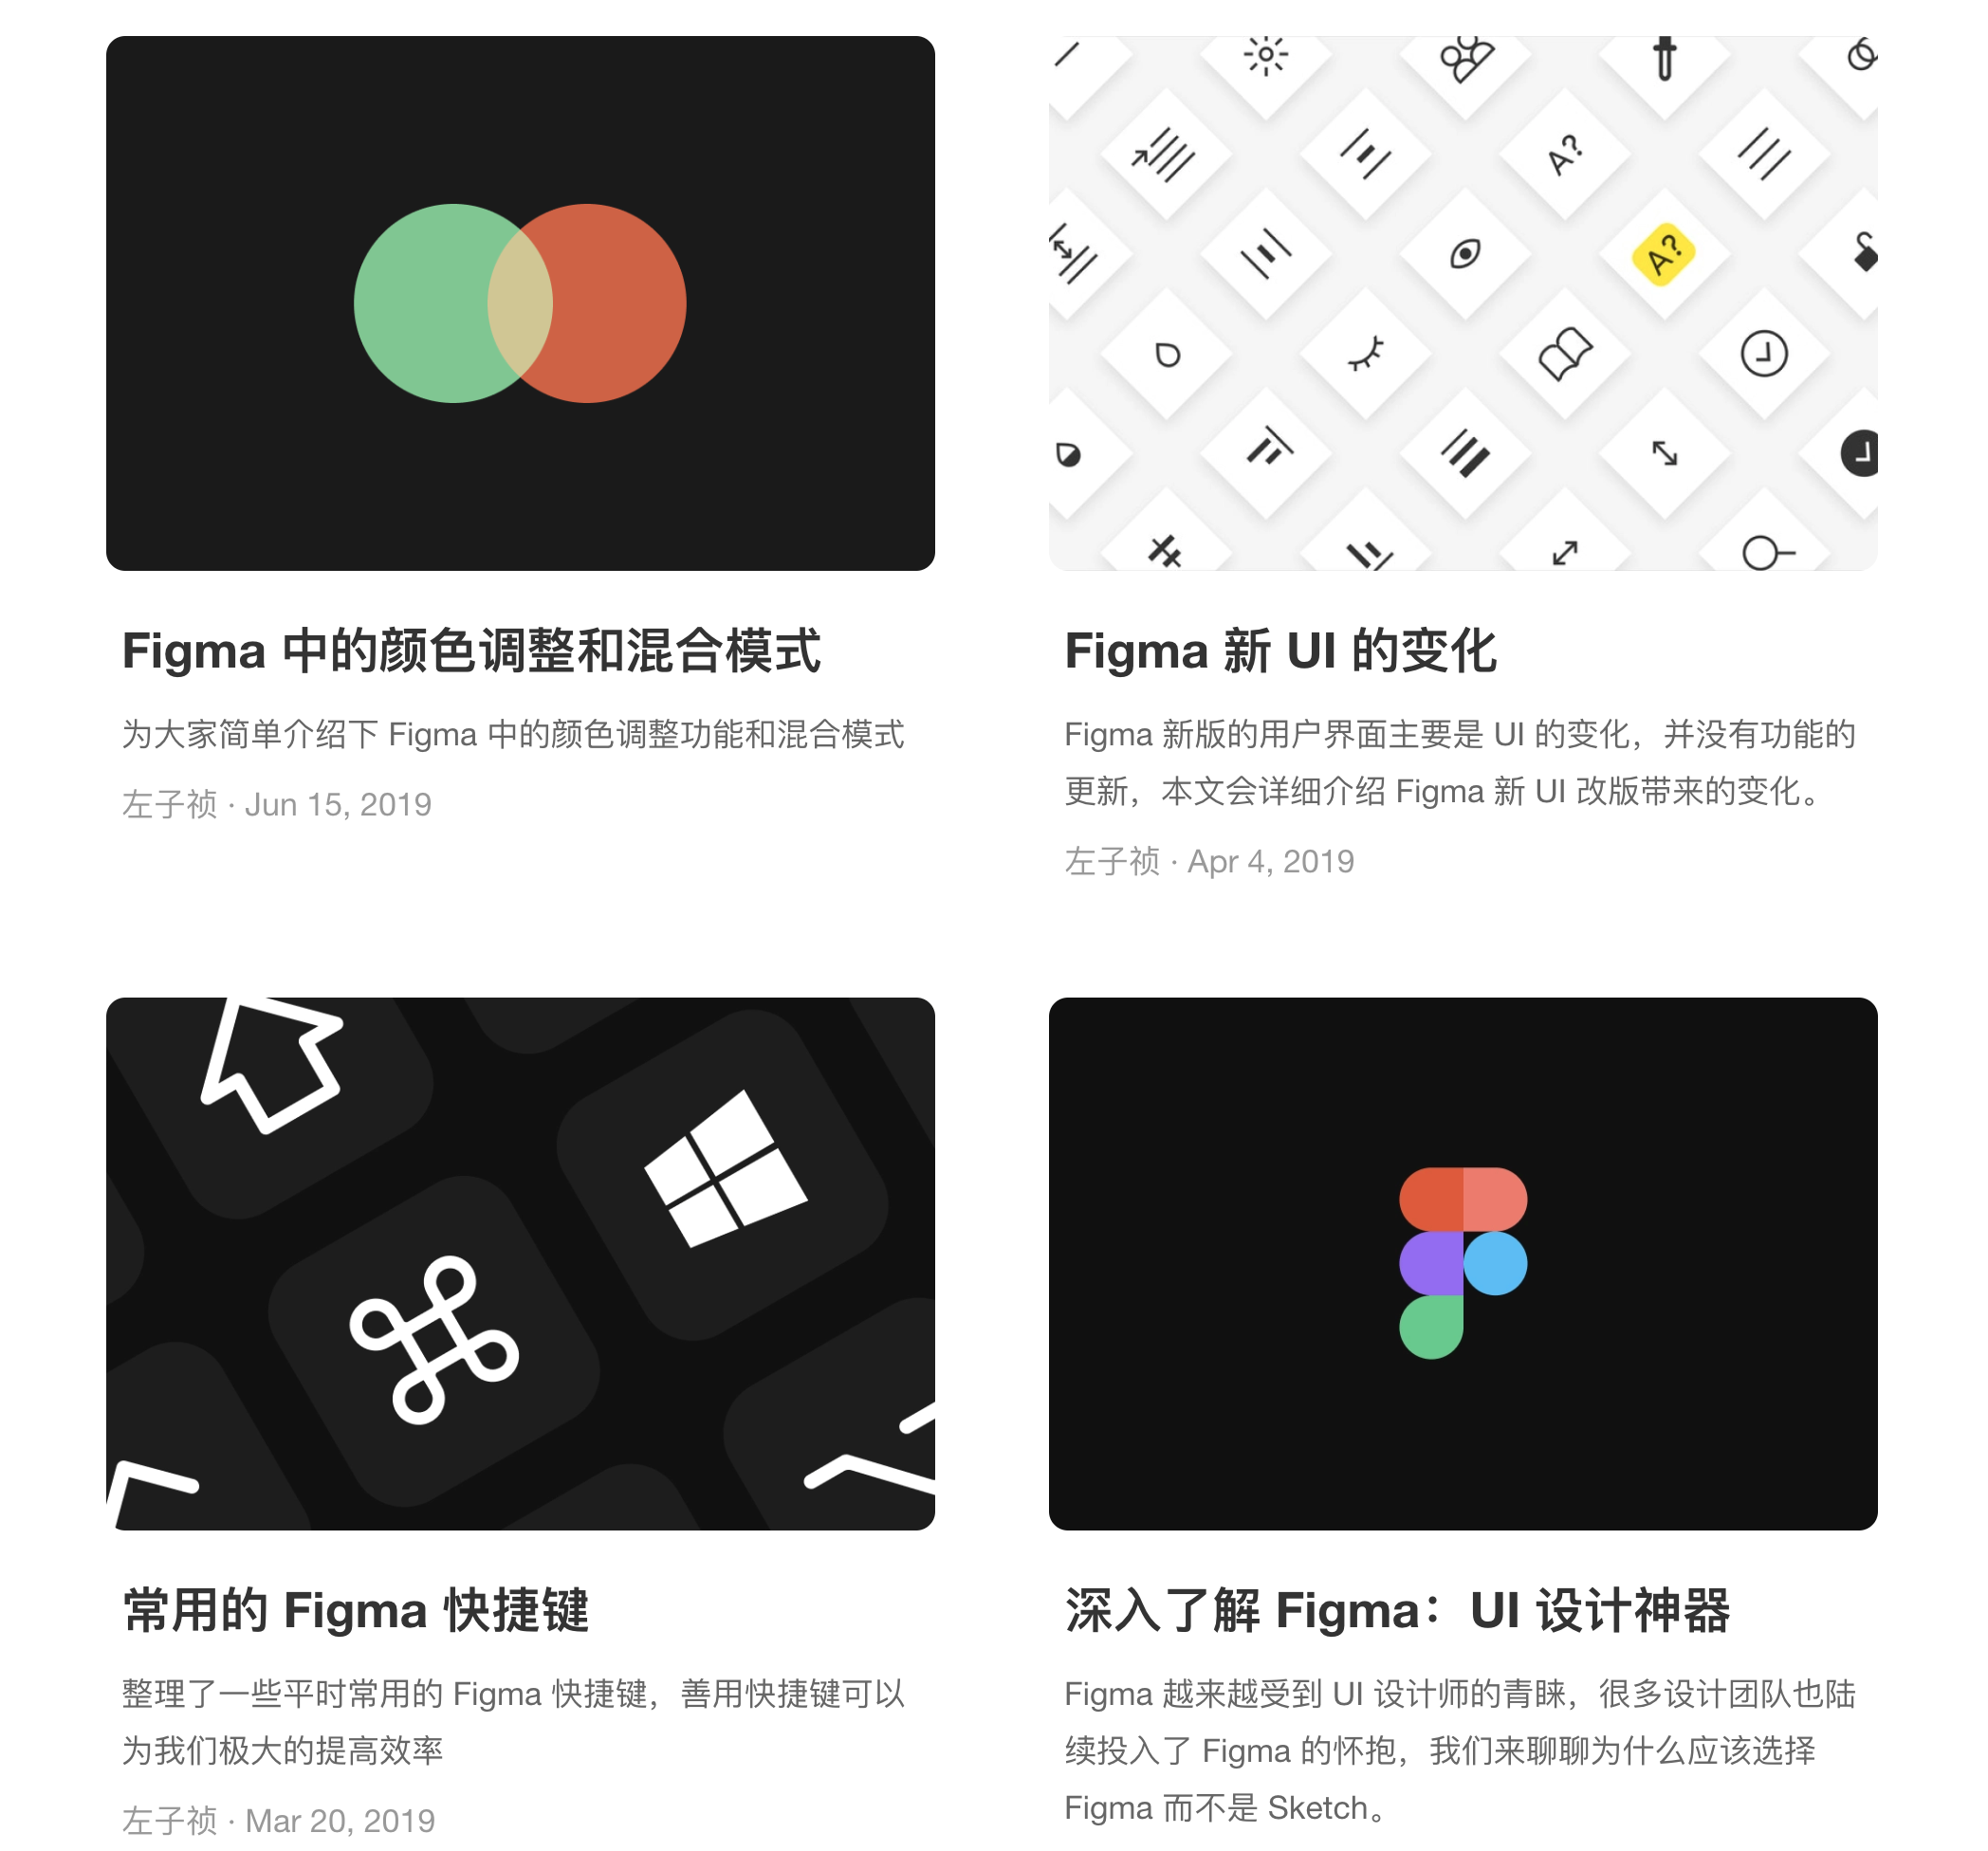 A?
A?
Figma 中的颜色调整和混合模式
为大家简单介绍下 Figma 中的颜色调整功能和混合模式
左子祯 · Jun 15, 2019
Figma 新 UI 的变化
Figma 新版的用户界面主要是 UI 的变化，并没有功能的
更新，本文会详细介绍 Figma 新 UI 改版带来的变化。
左子祯 · Apr 4, 2019
常用的 Figma 快捷键
整理了一些平时常用的 Figma 快捷键，善用快捷键可以
为我们极大的提高效率
左子祯 · Mar 20, 2019
深入了解 Figma：UI 设计神器
Figma 越来越受到 UI 设计师的青睐，很多设计团队也陆
续投入了 Figma 的怀抱，我们来聊聊为什么应该选择
Figma 而不是 Sketch。